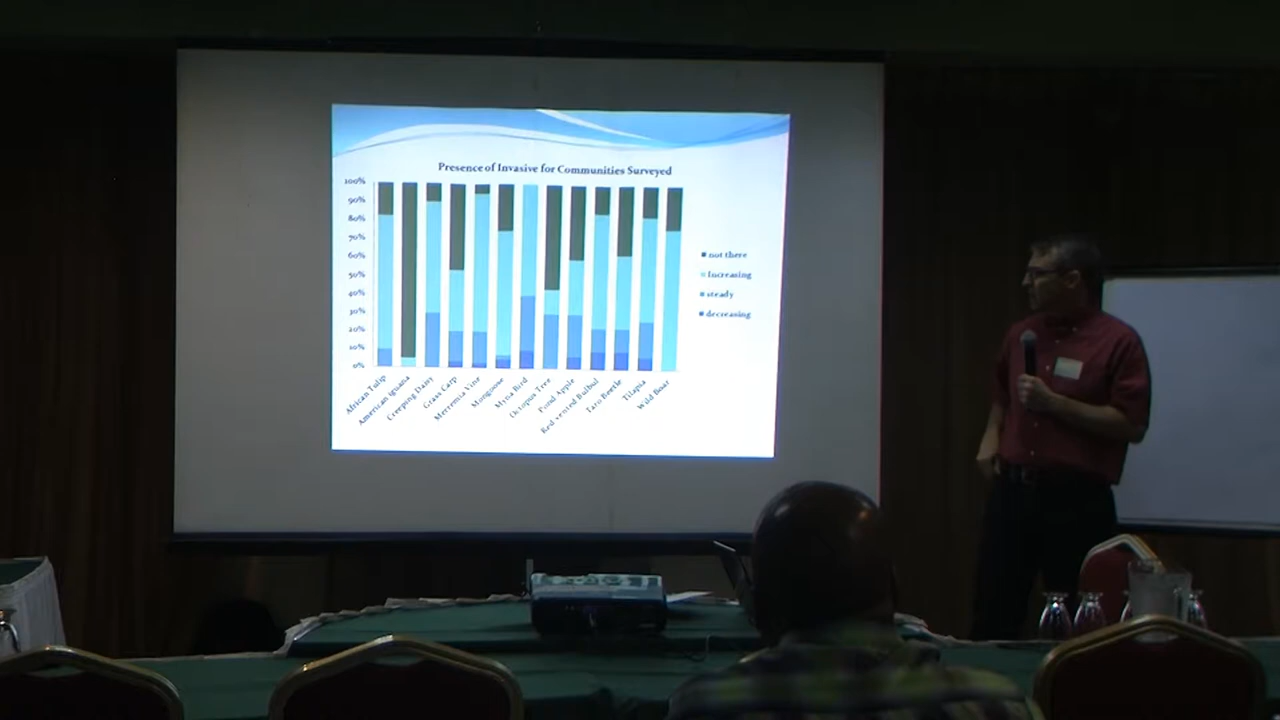 Presence of Invasive for Communities Surveyed
100%
90%
80%
70%
60%
50%
40%
30%
20%
10%
0%
African Tulip
American Iguana
Creeping Daisy
Grass Carp
Merremia Vine
Mongoose
Myna Bird
Octopus Tree
Pond Apple
Red vented Bulbul
Taro Beetle
Tilapia
Wild Boar
not there
Increasing
steady
decreasing